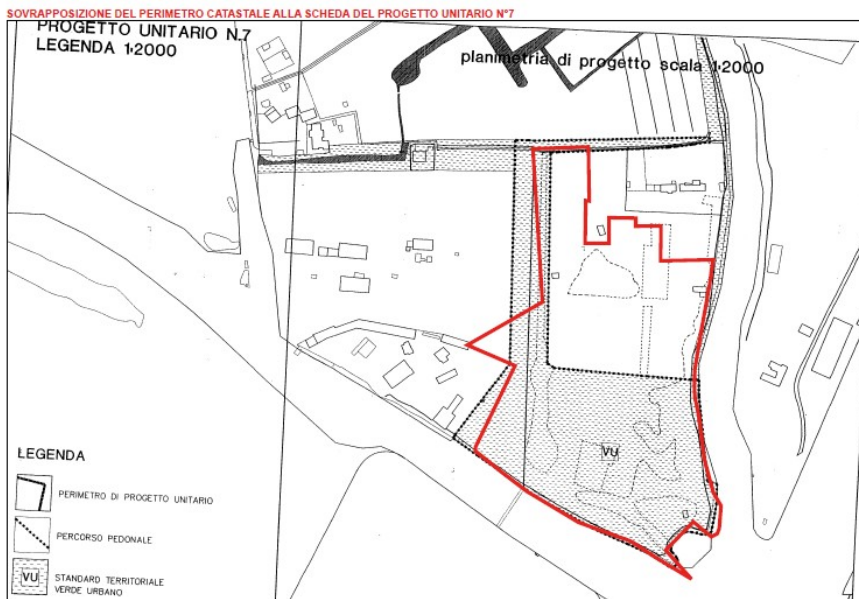 SOVRAPPOSIZIONE DEL PERIMETRO CATASTALE ALLA SCHEDA DEL PROGETTO UNITARIO N°7
PROGETTO UNITARIO N.7
LEGENDA 1:2000
planimetria di progetto scala 1:2000
VU
LEGENDA
PERIMETRO DI PROGETTO UNITARIO
PERCORSO PEDONALE
VU
STANDARD TERRITORIALE
VERDE URBANO